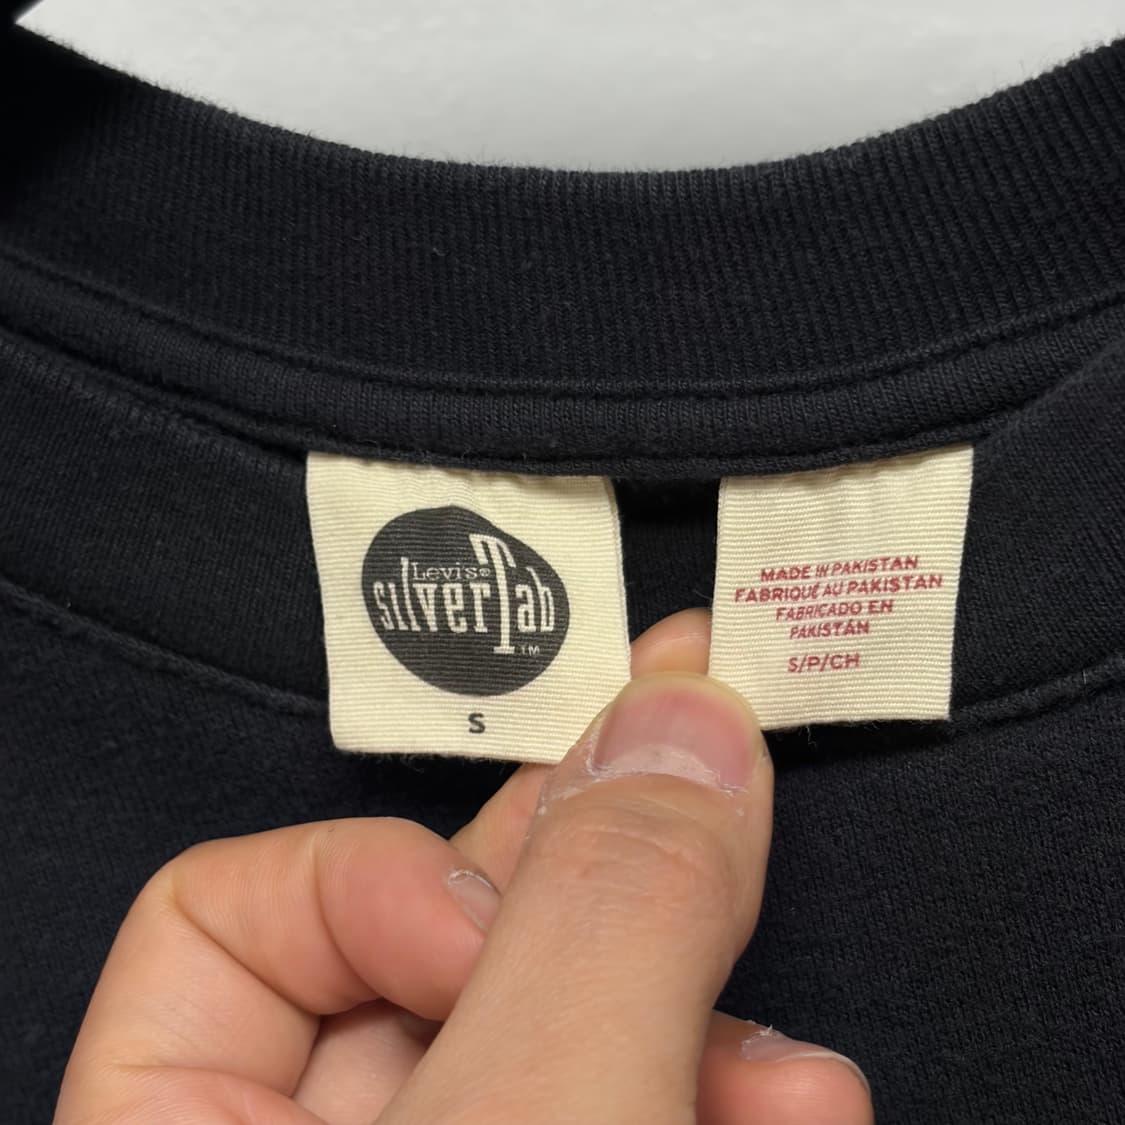 Levi's®
silverTab
TM
S
MADE IN PAKISTAN
FABRIQUÉ AU PAKISTAN
FABRICADO EN
PAKISTÁN
S/P/CH